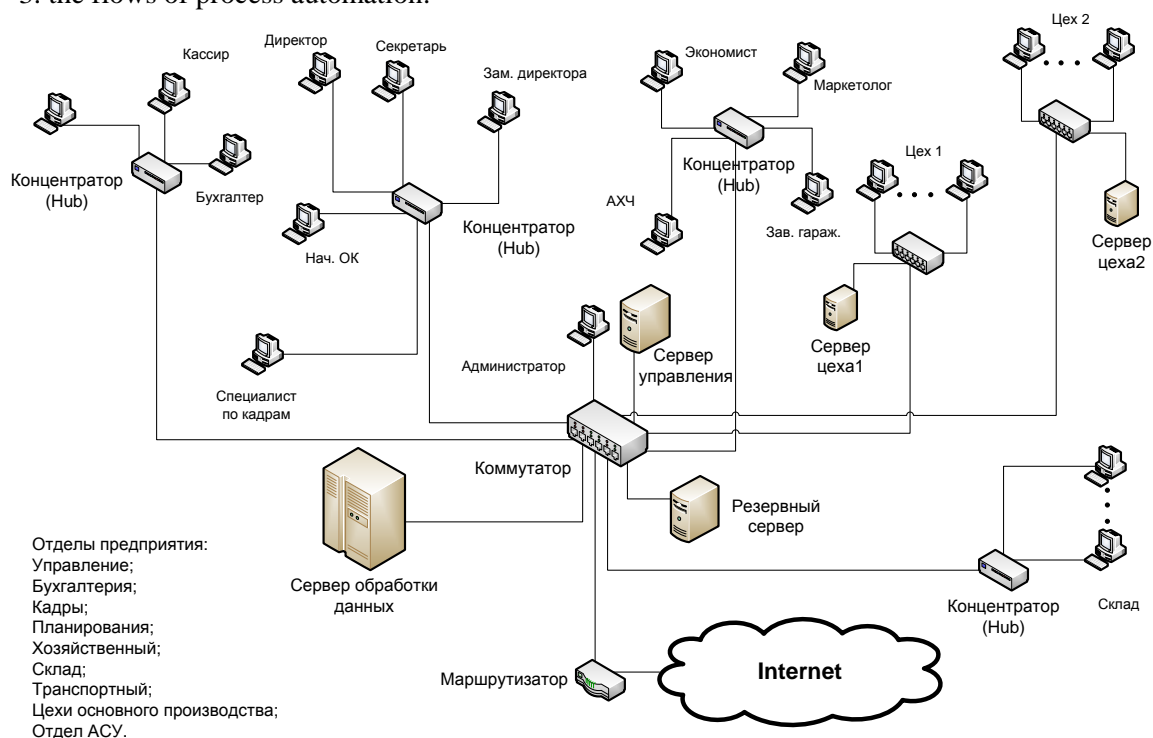 3. the flows of process automation.
Цех 2
Директор
Секретарь
Кассир
Экономист
Зам. директора
Маркетолог
Концентратор
(Hub)
Бухгалтер
Концентратор
(Hub)
Цех 1
АХЧ
Концентратор
(Hub)
Зав. гараж.
Нач. ОК
Сервер
цеха2
Администратор
Сервер
управления
Сервер
цеха1
Специалист
по кадрам
Коммутатор
Резервный
сервер
Отделы предприятия:
Управление;
Бухгалтерия;
Кадры;
Планирования;
Хозяйственный;
Склад;
Транспортный;
Цехи основного производства;
Отдел АСУ.
Сервер обработки
данных
Концентратор
(Hub)
Склад
Маршрутизатор
Internet